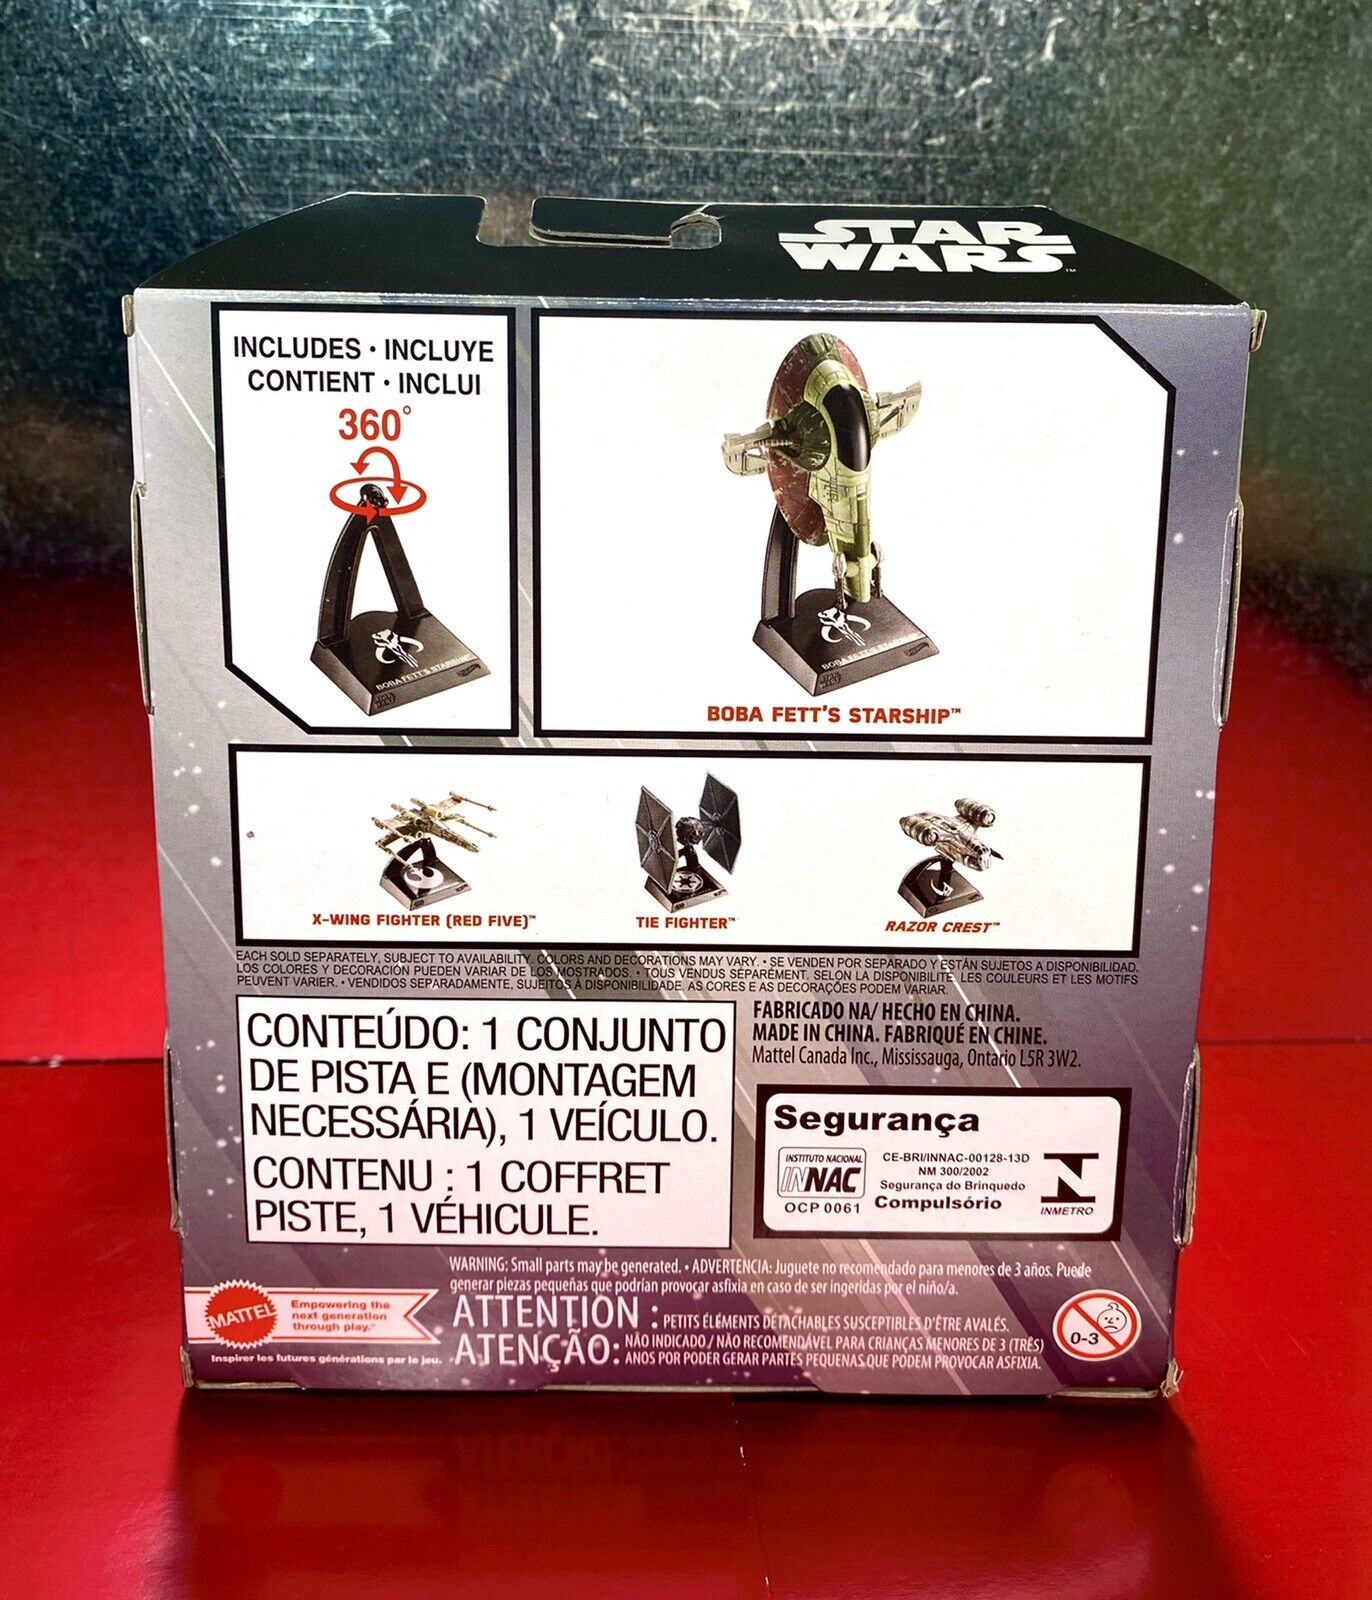 STAR
WARS™
INCLUDES • INCLUYE
CONTIENT • INCLUI
360°
BOBA FETT'S STARSHIP
BOBA FETT'S STARSHIP
BOBA FETT'S STARSHIP™
X-WING FIGHTER (RED FIVE)™
TIE FIGHTER™
RAZOR CREST™
EACH SOLD SEPARATELY, SUBJECT TO AVAILABILITY. COLORS AND DECORATIONS MAY VARY. • SE VENDEN POR SEPARADO Y ESTÁN SUJETOS A DISPONIBILIDAD.
LOS COLORES Y DECORACIÓN PUEDEN VARIAR DE LOS MOSTRADOS. • TOUS VENDUS SÉPARÉMENT, SELON LA DISPONIBILITÉ. LES COULEURS ET LES MOTIFS
PEUVENT VARIER. • VENDIDOS SEPARADAMENTE, SUJEITOS À DISPONIBILIDADE. AS CORES E AS DECORAÇÕES PODEM VARIAR.
CONTEÚDO: 1 CONJUNTO
DE PISTA E (MONTAGEM
NECESSÁRIA), 1 VEÍCULO.
CONTENU : 1 COFFRET
PISTE, 1 VÉHICULE.
FABRICADO NA/ HECHO EN CHINA.
MADE IN CHINA. FABRIQUÉ EN CHINE.
Mattel Canada Inc., Mississauga, Ontario L5R 3W2.
Segurança
INSTITUTO NACIONAL
INNAC
OCP 0061
CE-BRI/INNAC-00128-13D
NM 300/2002
Segurança do Brinquedo
Compulsório
INMETRO
WARNING: Small parts may be generated. • ADVERTENCIA: Juguete no recomendado para menores de 3 años. Puede
generar piezas pequeñas que podrían provocar asfixia en caso de ser ingeridas por el niño/a.
ATTENTION : PETITS ÉLÉMENTS DÉTACHABLES SUSCEPTIBLES D'ÊTRE AVALÉS.
ATENÇÃO: NÃO INDICADO / NÃO RECOMENDÁVEL PARA CRIANÇAS MENORES DE 3 (TRÊS)
ANOS POR PODER GERAR PARTES PEQUENAS QUE PODEM PROVOCAR ASFIXIA.
0-3
MATTEL
Empowering the
next generation
through play.™
Inspirer les futures générations par le jeu.